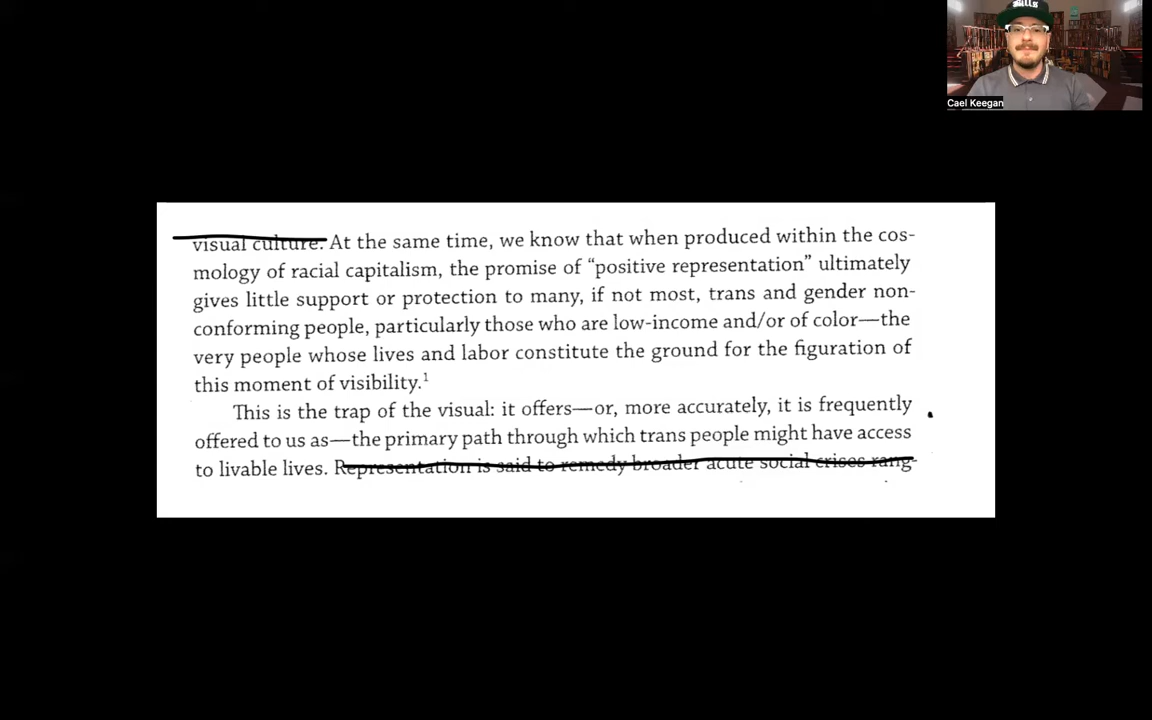 Cael Keegan
visual culture. At the same time, we know that when produced within the cos-
mology of racial capitalism, the promise of “positive representation” ultimately
gives little support or protection to many, if not most, trans and gender non-
conforming people, particularly those who are low-income and/or of color—the
very people whose lives and labor constitute the ground for the figuration of
this moment of visibility.1
This is the trap of the visual: it offers—or, more accurately, it is frequently
offered to us as—the primary path through which trans people might have access
to livable lives. Representation is said to remedy broader acute social crises rang-